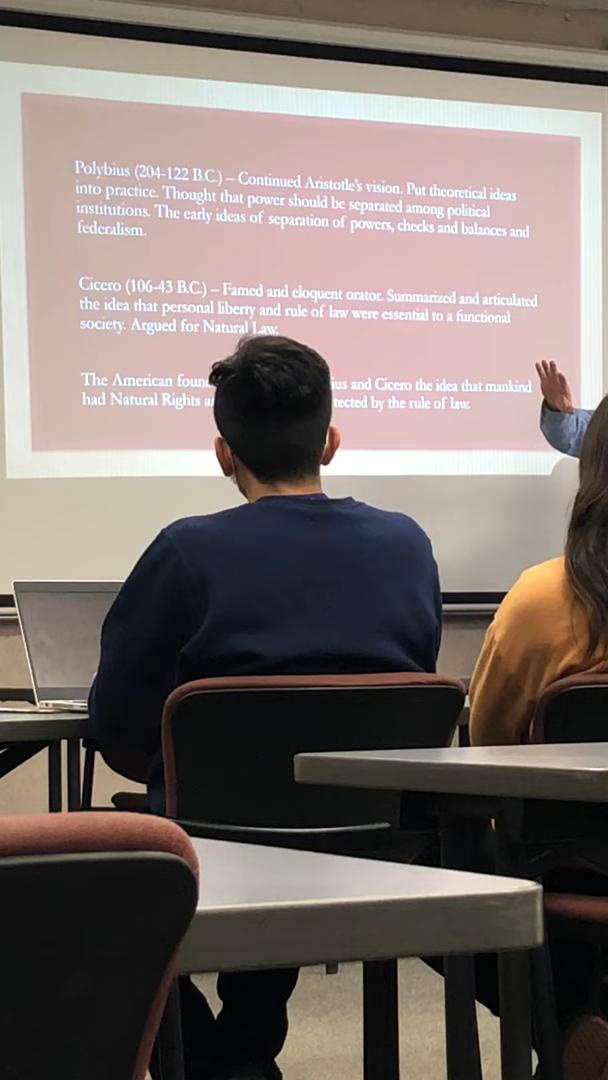 Polybius (204-122 B.C.) – Continued Aristotle's vision. Put theoretical ideas
into practice. Thought that power should be separated among political
institutions. The early ideas of separation of powers, checks and balances and
federalism.
Cicero (106-43 B.C.) – Famed and eloquent orator. Summarized and articulated
the idea that personal liberty and rule of law were essential to a functional
society. Argued for Natural Law.
The American and Cicero the idea that mankind
had Natural Rights by the rule of law.